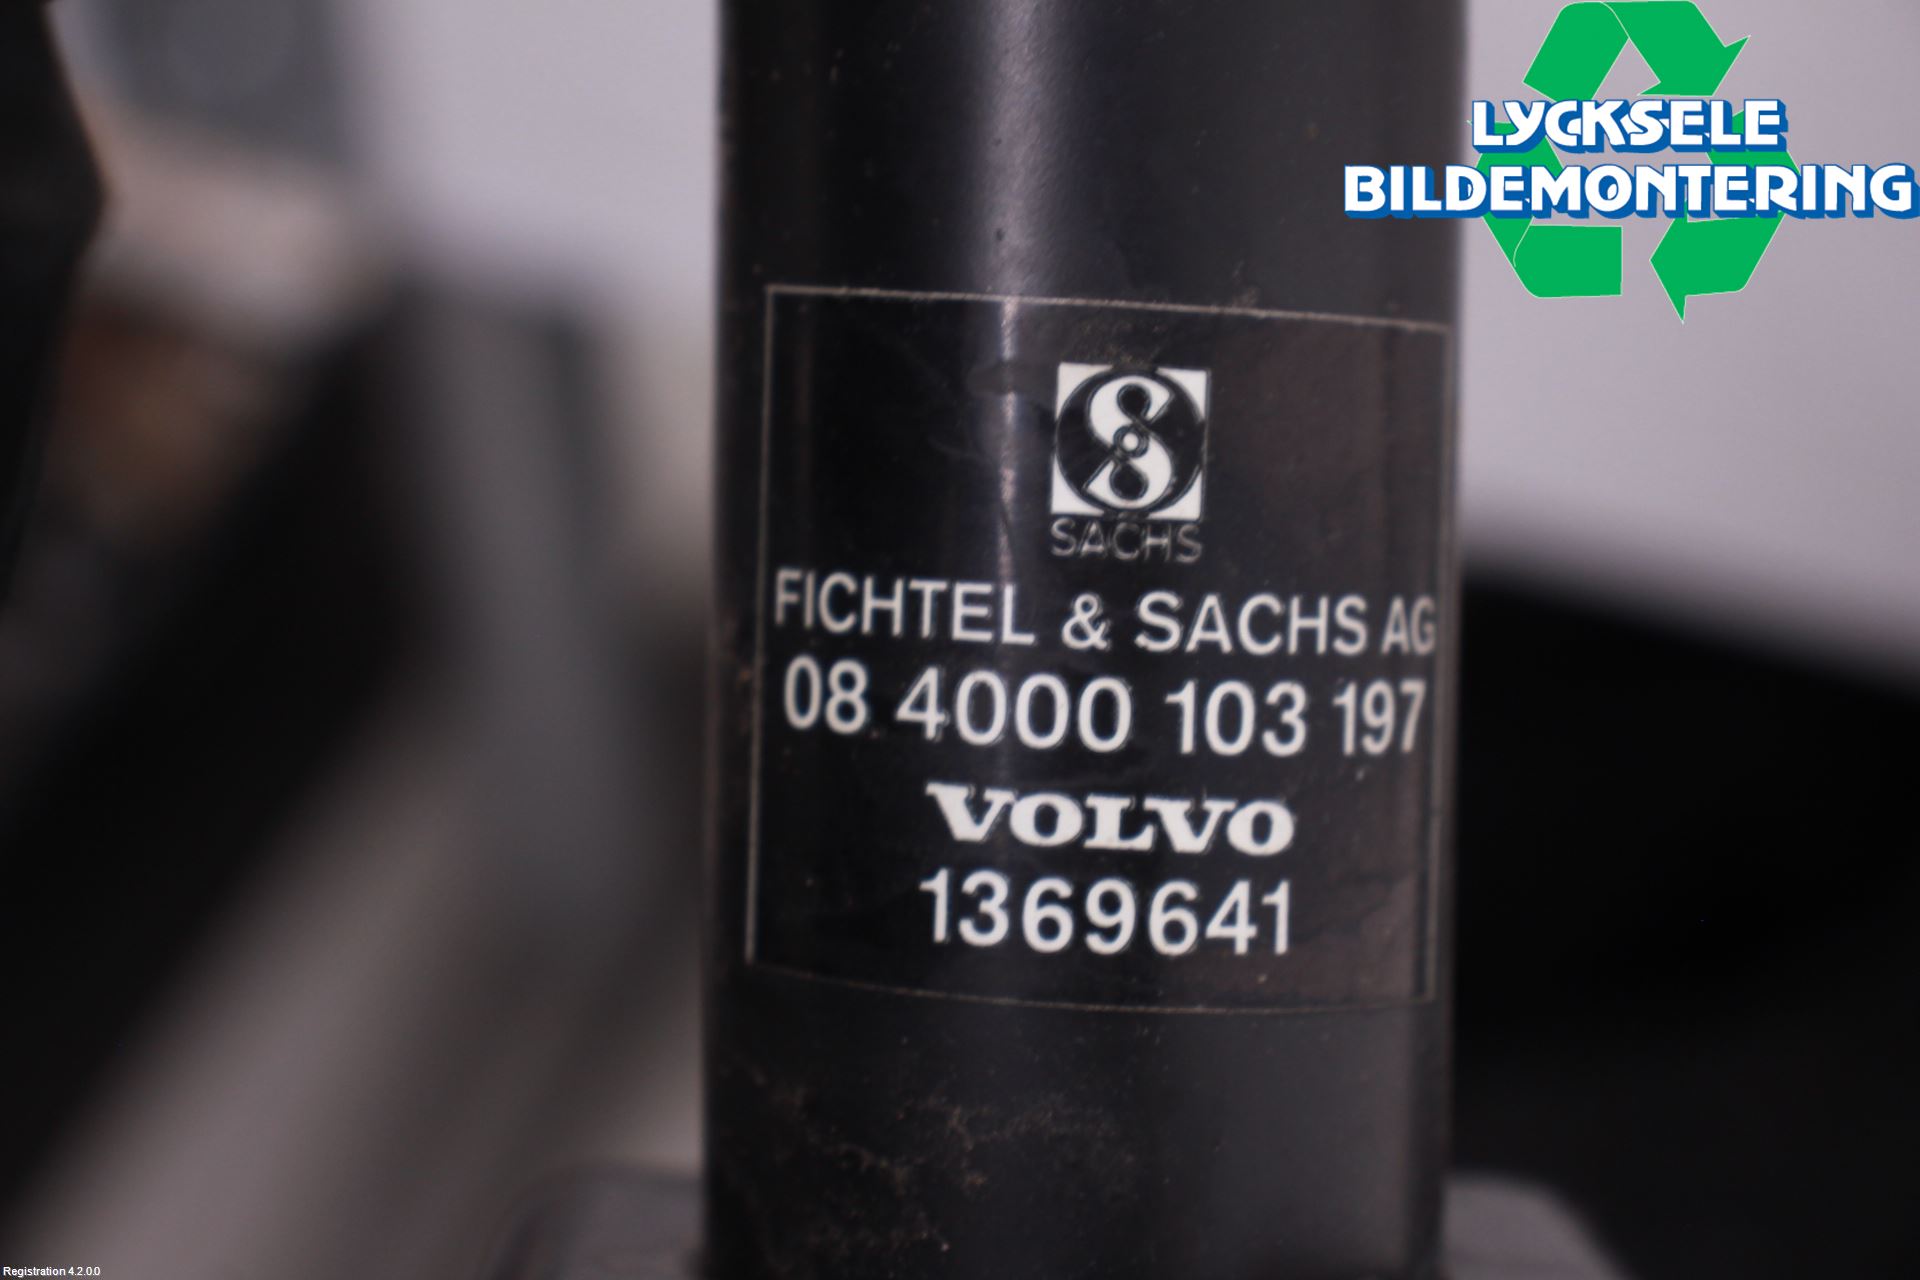 LYCKSELE
BILDEMONTERING
SACHS
FICHTEL & SACHS AG
08 4000 103 197
VOLVO
1369641
Registration 4.2.0.0